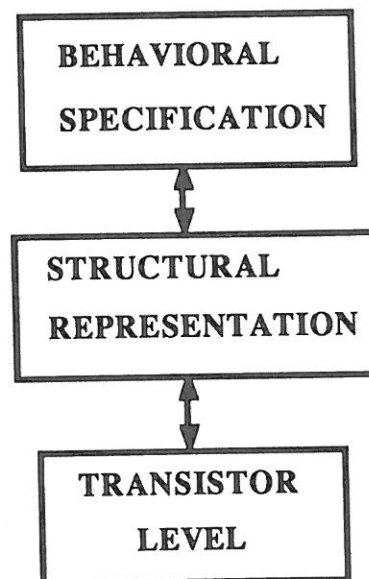 BEHAVIORAL
SPECIFICATION
STRUCTURAL
REPRESENTATION
TRANSISTOR
LEVEL